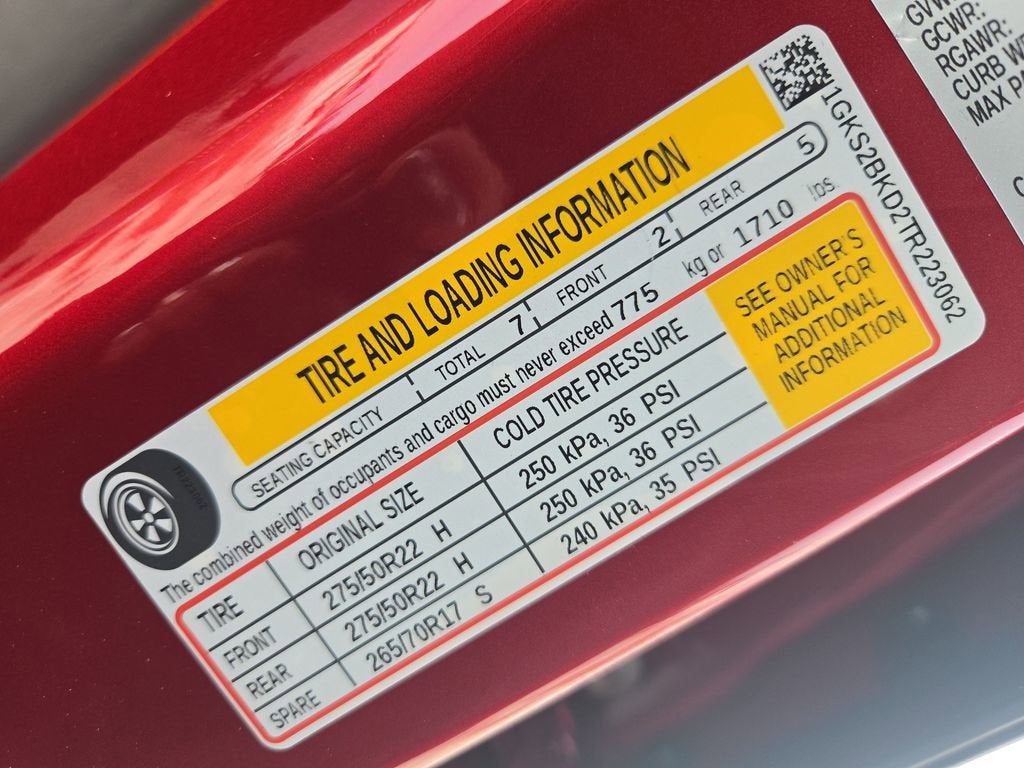 TIRE AND LOADING INFORMATION
SEATING CAPACITY TOTAL 7 FRONT 2 REAR 5
The combined weight of occupants and cargo must never exceed 775 kg or 1710 lbs.
TIRE ORIGINAL SIZE COLD TIRE PRESSURE
FRONT 275/50R22 H 250 kPa, 36 PSI
REAR 275/50R22 H 250 kPa, 36 PSI
SPARE 265/70R17 S 240 kPa, 35 PSI
SEE OWNER'S
MANUAL FOR
ADDITIONAL
INFORMATION
1GKS2BKD2TR223062
GCWR:
RGAWR:
CURB
MAX